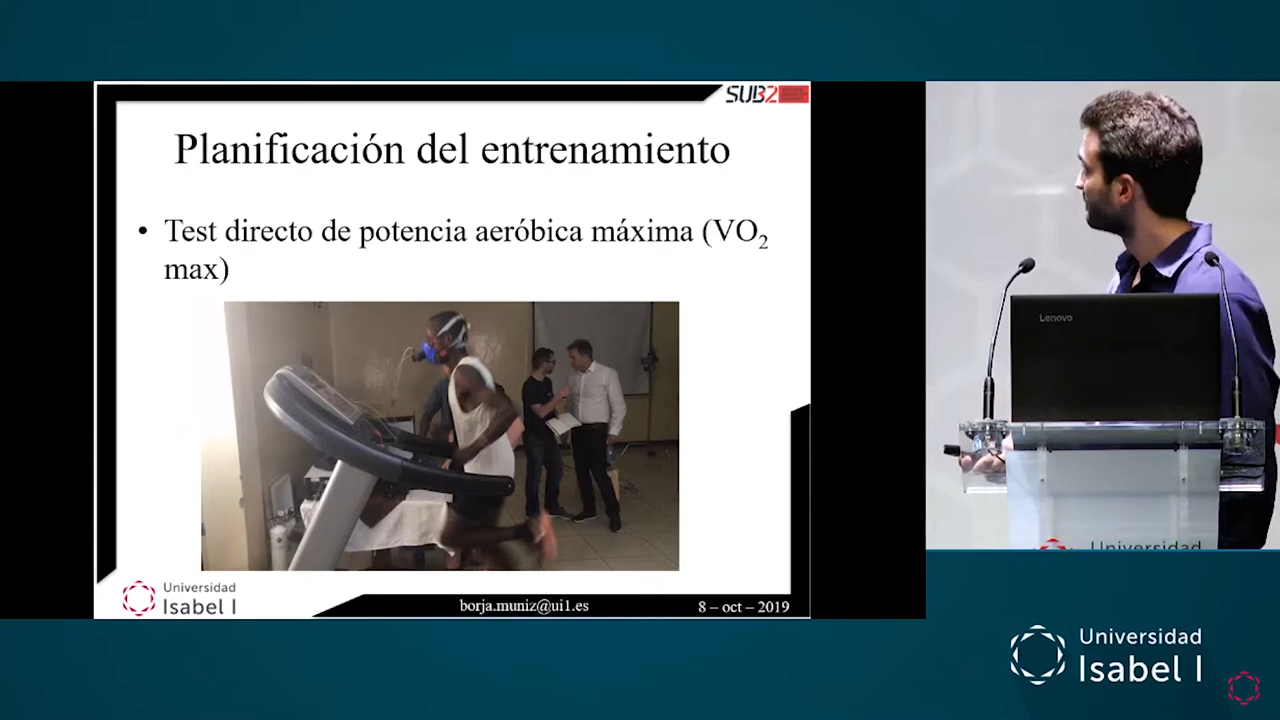 SUB2
Planificación del entrenamiento
• Test directo de potencia aeróbica máxima (VO₂
max)
Universidad
Isabel I
borja.muniz@ui1.es
8 – oct – 2019
Lenovo
Universidad
Universidad
Isabel I